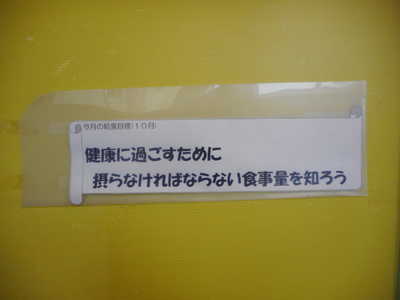 今月の給食目標(10月)
健康に過ごすために
摂らなければならない食事量を知ろう